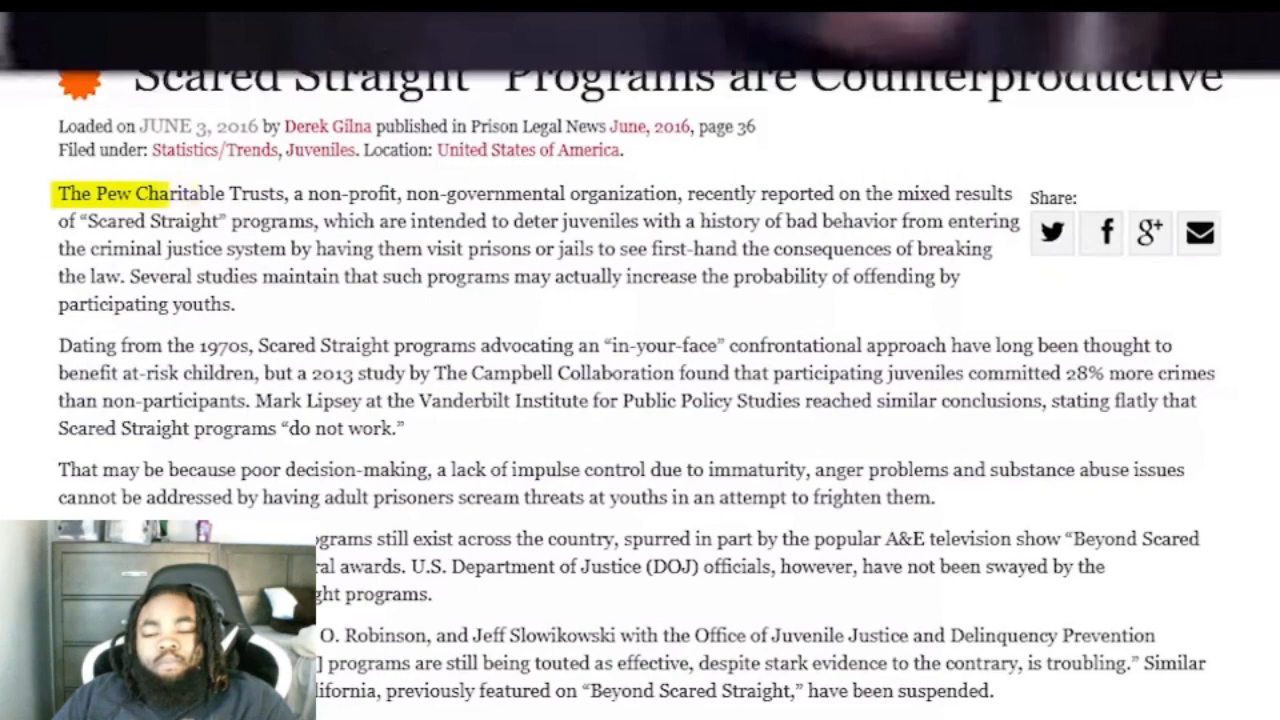 "Scared Straight" Programs are Counterproductive
Loaded on JUNE 3, 2016 by Derek Gilna published in Prison Legal News June, 2016, page 36
Filed under: Statistics/Trends, Juveniles. Location: United States of America.
The Pew Charitable Trusts, a non-profit, non-governmental organization, recently reported on the mixed results
of “Scared Straight” programs, which are intended to deter juveniles with a history of bad behavior from entering
the criminal justice system by having them visit prisons or jails to see first-hand the consequences of breaking
the law. Several studies maintain that such programs may actually increase the probability of offending by
participating youths.
Share:
Dating from the 1970s, Scared Straight programs advocating an “in-your-face” confrontational approach have long been thought to
benefit at-risk children, but a 2013 study by The Campbell Collaboration found that participating juveniles committed 28% more crimes
than non-participants. Mark Lipsey at the Vanderbilt Institute for Public Policy Studies reached similar conclusions, stating flatly that
Scared Straight programs “do not work.”
That may be because poor decision-making, a lack of impulse control due to immaturity, anger problems and substance abuse issues
cannot be addressed by having adult prisoners scream threats at youths in an attempt to frighten them.
ograms still exist across the country, spurred in part by the popular A&E television show “Beyond Scared
ral awards. U.S. Department of Justice (DOJ) officials, however, have not been swayed by the
ght programs.
O. Robinson, and Jeff Slowikowski with the Office of Juvenile Justice and Delinquency Prevention
] programs are still being touted as effective, despite stark evidence to the contrary, is troubling.” Similar
lifornia, previously featured on “Beyond Scared Straight,” have been suspended.